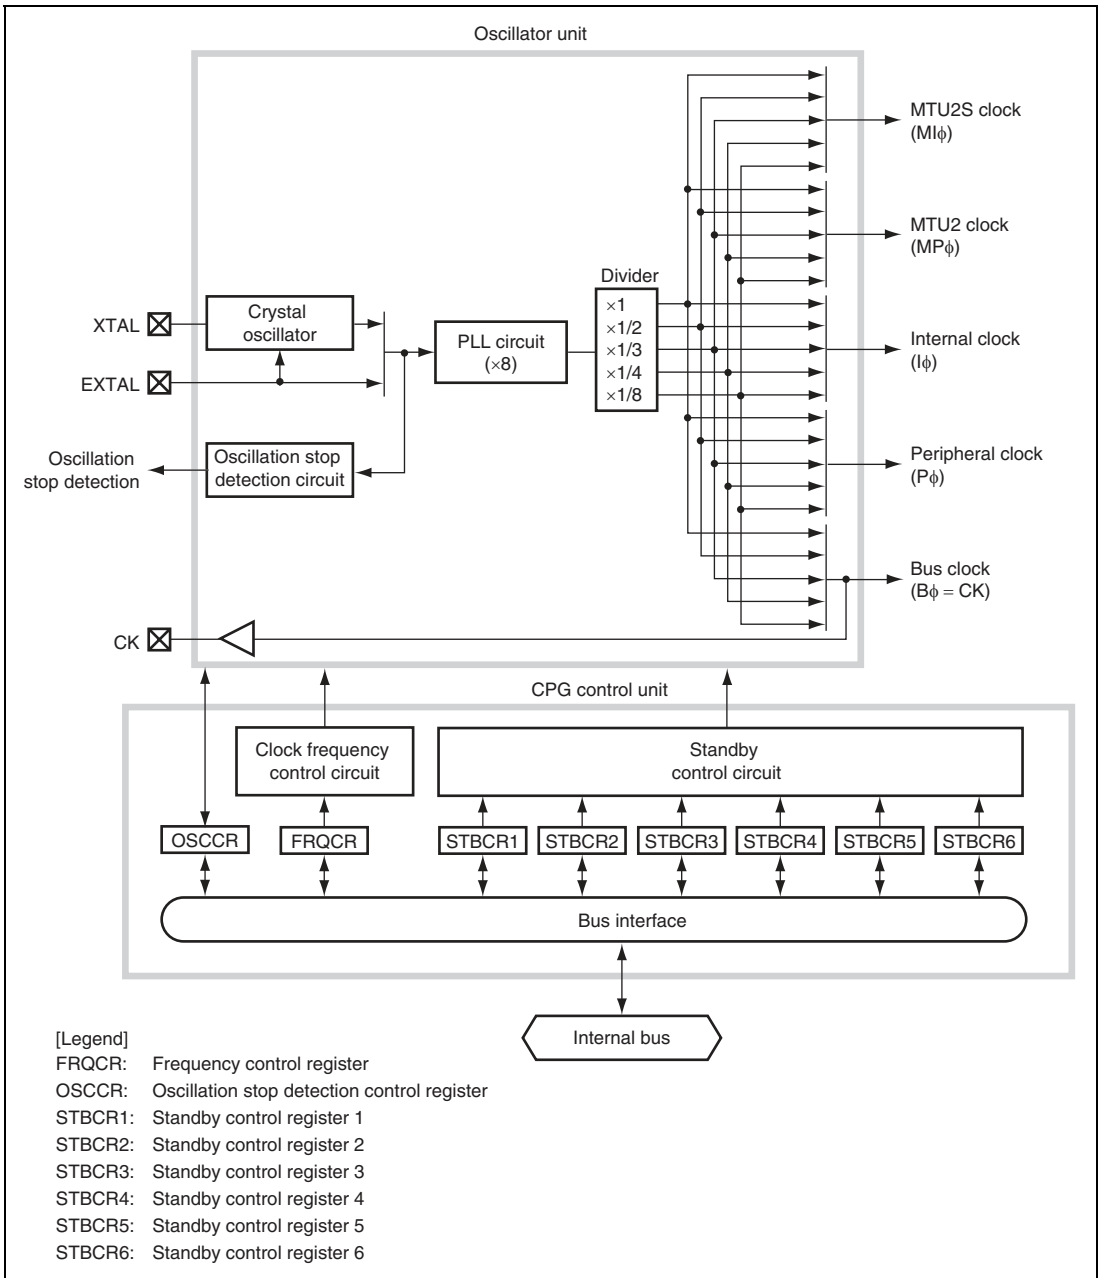 Oscillator unit
MTU2S clock
(MIϕ)
MTU2 clock
(MPϕ)
Divider
×1
×1/2
×1/3
×1/4
×1/8
XTAL
Crystal
oscillator
PLL circuit
(×8)
EXTAL
Internal clock
(Iϕ)
Oscillation
stop detection
Oscillation stop
detection circuit
Peripheral clock
(Pϕ)
Bus clock
(Bϕ = CK)
CK
CPG control unit
Clock frequency
control circuit
Standby
control circuit
OSCCR
FRQCR
STBCR1
STBCR2
STBCR3
STBCR4
STBCR5
STBCR6
Bus interface
Internal bus
[Legend]
FRQCR: Frequency control register
OSCCR: Oscillation stop detection control register
STBCR1: Standby control register 1
STBCR2: Standby control register 2
STBCR3: Standby control register 3
STBCR4: Standby control register 4
STBCR5: Standby control register 5
STBCR6: Standby control register 6